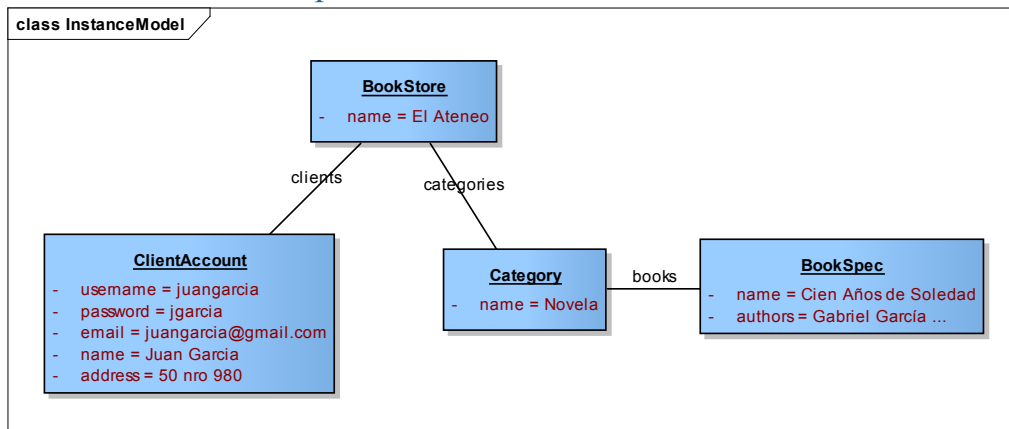 class InstanceModel
BookStore
- name = El Ateneo
clients
categories
ClientAccount
- username = juangarcia
- password = jgarcia
- email = juangarcia@gmail.com
- name = Juan Garcia
- address = 50 nro 980
Category
- name = Novela
books
BookSpec
- name = Cien Años de Soledad
- authors = Gabriel García ...